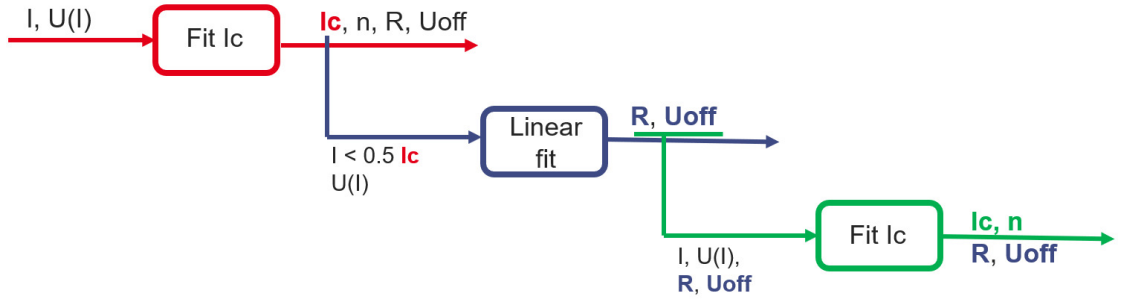 I, U(I)
Fit Ic
Ic, n, R, Uoff
I < 0.5 Ic
U(I)
Linear
fit
R, Uoff
I, U(I),
R, Uoff
Fit Ic
Ic, n
R, Uoff